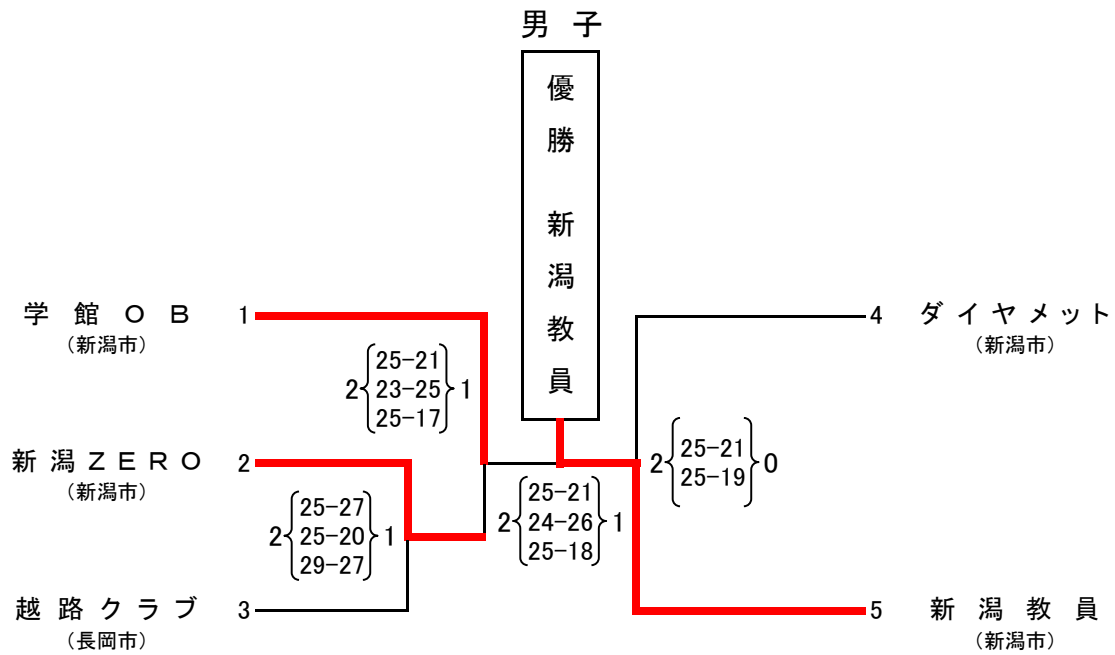 男子
優勝 新潟教員
学館OB 1
(新潟市)
2 25-21 1
23-25
25-17
新潟ZERO 2
(新潟市)
2 25-27 1
25-20
29-27
越路クラブ 3
(長岡市)
2 25-21 1
24-26
25-18
4 ダイヤメット
(新潟市)
2 25-21 0
25-19
5 新潟教員
(新潟市)